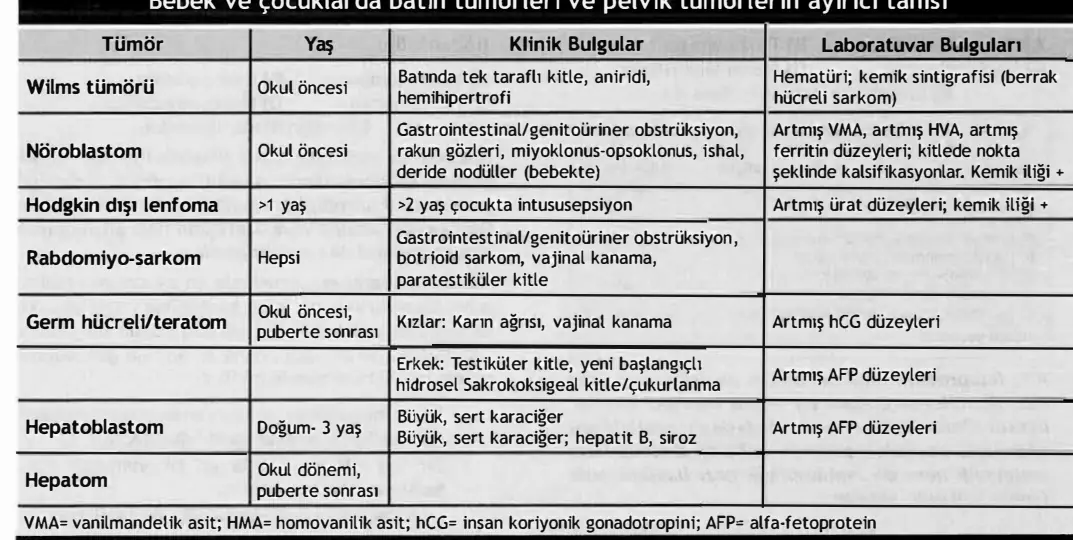 Bebek ve çocuklarda batın tümörleri ve pelvik tümörlerin ayırıcı tanısı
Tümör Yaş Klinik Bulgular Laboratuvar Bulguları
Wilms tümörü
Okul öncesi
Batında tek taraflı kitle, aniridi,
hemihipertrofi
Hematüri; kemik sintigrafisi (berrak
hücreli sarkom)
Nöroblastom
Okul öncesi
Gastrointestinal/genitoüriner obstrüksiyon,
rakun gözleri, miyoklonus-opsoklonus, ishal,
deride nodüller (bebekte)
Artmış VMA, artmış HVA, artmış
ferritin düzeyleri; kitlede nokta
şeklinde kalsifikasyonlar. Kemik iliği +
Hodgkin dışı lenfoma
>1 yaş
>2 yaş çocukta intususepsiyon
Artmış ürat düzeyleri; kemik iliği +
Rabdomiyo-sarkom
Hepsi
Gastrointestinal/genitoüriner obstrüksiyon,
botrioid sarkom, vajinal kanama,
paratestiküler kitle
Germ hücreli/teratom
Okul öncesi,
puberte sonrası
Kızlar: Karın ağrısı, vajinal kanama
Artmış hCG düzeyleri
Erkek: Testiküler kitle, yeni başlangıçlı
hidrosel Sakrokoksigeal kitle/çukurlanma
Artmış AFP düzeyleri
Hepatoblastom
Doğum- 3 yaş
Büyük, sert karaciğer
Büyük, sert karaciğer; hepatit B, siroz
Artmış AFP düzeyleri
Hepatom
Okul dönemi,
puberte sonrası
VMA= vanilmandelik asit; HMA= homovanilik asit; hCG= insan koriyonik gonadotropini; AFP= alfa-fetoprotein